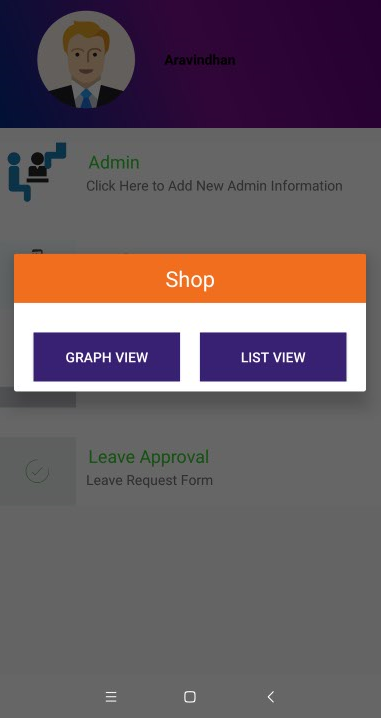 Aravindhan
Admin
Click Here to Add New Admin Information
Shop
GRAPH VIEW
LIST VIEW
Leave Approval
Leave Request Form